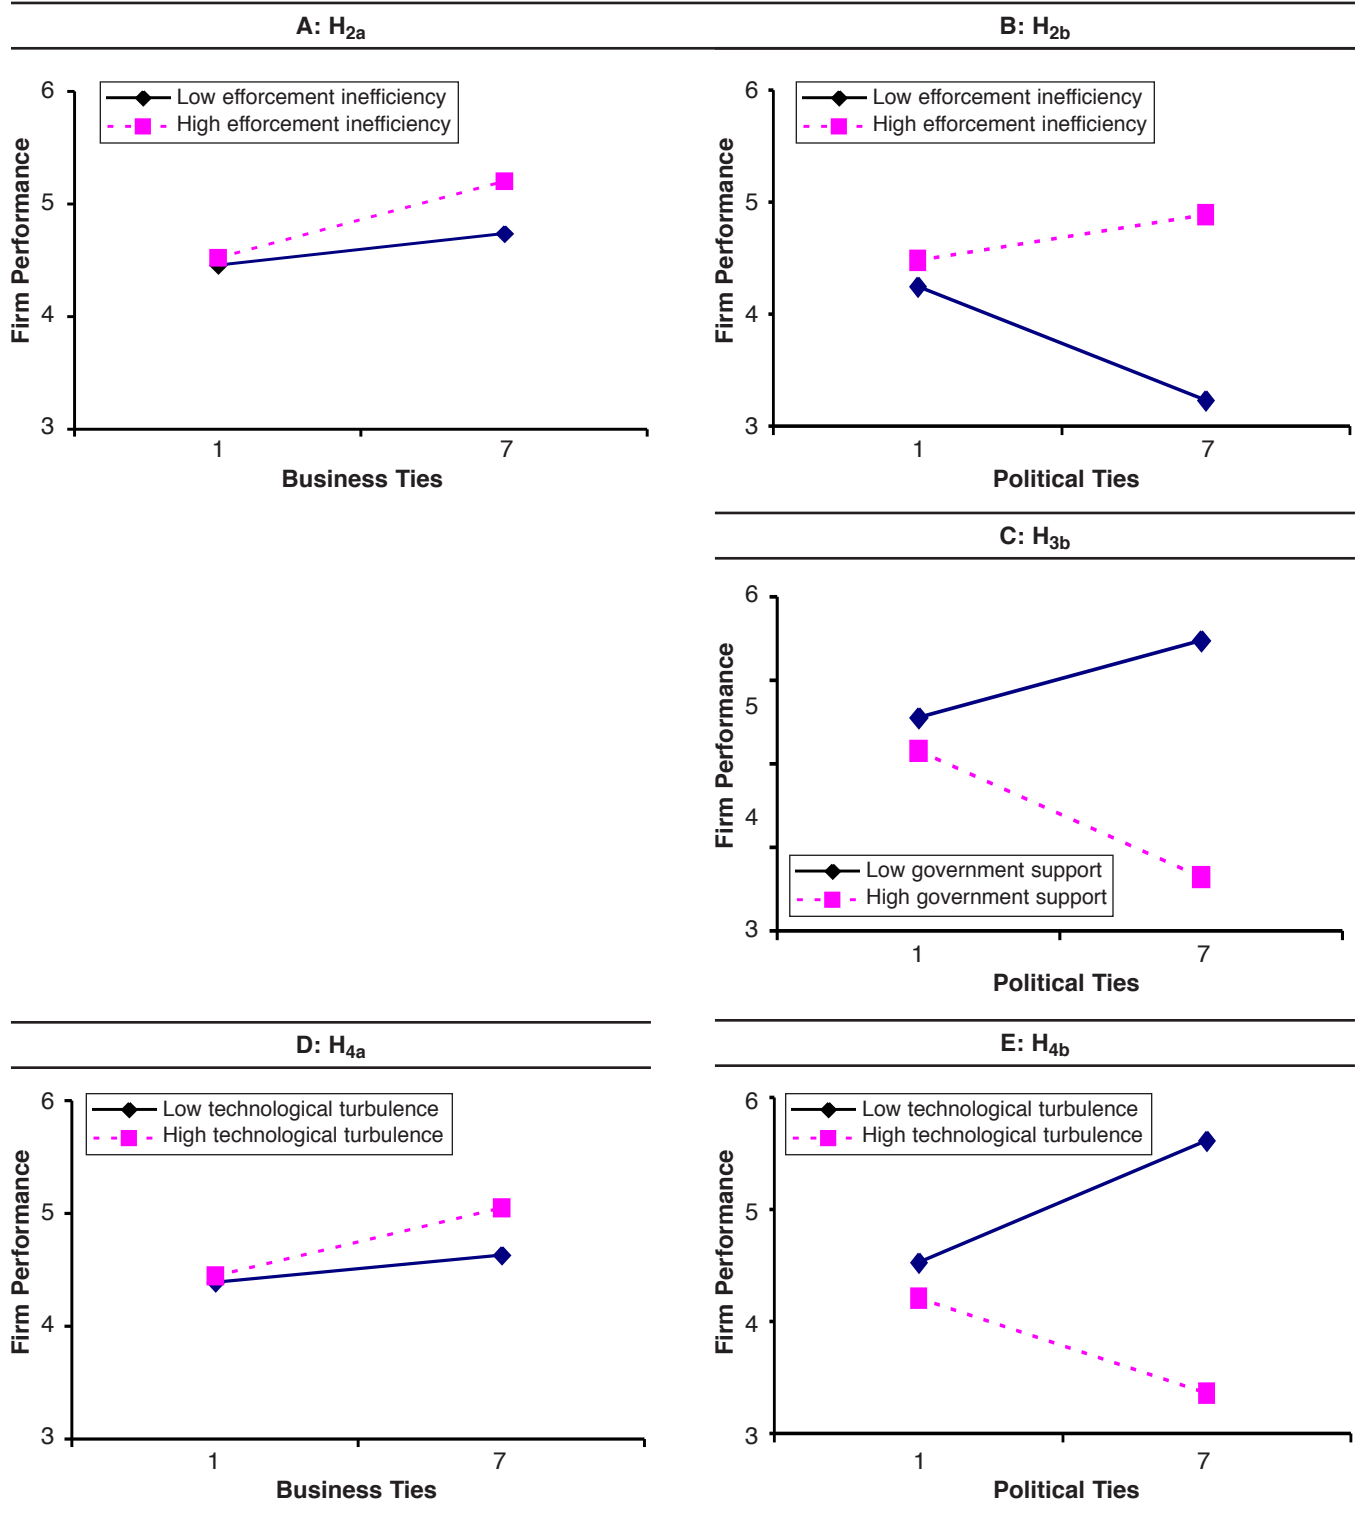 A: H2a
6
5
4
3
Firm Performance
Low efforcement inefficiency
High efforcement inefficiency
1
7
Business Ties
B: H2b
6
5
4
3
Firm Performance
Low efforcement inefficiency
High efforcement inefficiency
1
7
Political Ties
C: H3b
6
5
4
3
Firm Performance
Low government support
High government support
1
7
Political Ties
D: H4a
6
5
4
3
Firm Performance
Low technological turbulence
High technological turbulence
1
7
Business Ties
E: H4b
6
5
4
3
Firm Performance
Low technological turbulence
High technological turbulence
1
7
Political Ties